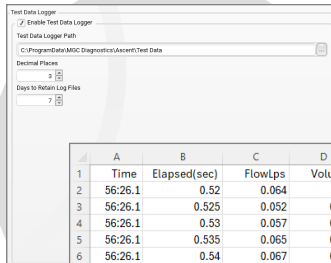 Test Data Logger
Enable Test Data Logger
Test Data Logger Path
C:\ProgramData\MGC Diagnostics\Ascent\Test Data
Decimal Places
3
Days to Retain Log Files
7
A B C D
1 Time Elapsed(sec) FlowLps
2 56:26.1 0.52 0.064
3 56:26.1 0.525 0.052
4 56:26.1 0.53 0.057
5 56:26.1 0.535 0.065
6 56:26.1 0.54 0.067